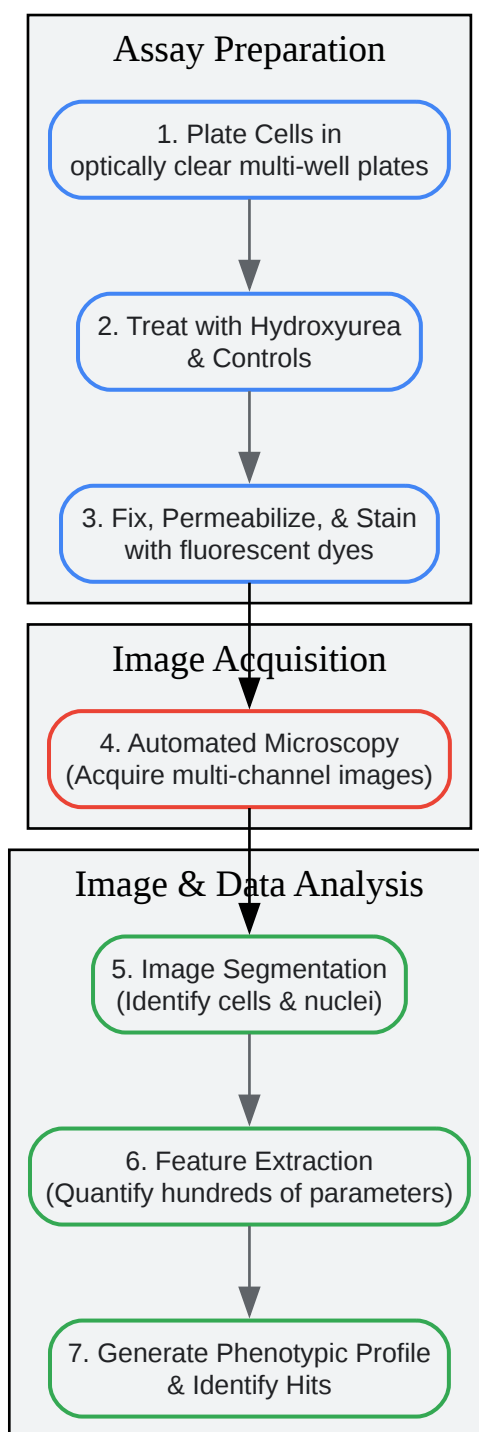 Assay Preparation
1. Plate Cells in
optically clear multi-well plates
2. Treat with Hydroxyurea
& Controls
3. Fix, Permeabilize, & Stain
with fluorescent dyes
Image Acquisition
4. Automated Microscopy
(Acquire multi-channel images)
Image & Data Analysis
5. Image Segmentation
(Identify cells & nuclei)
6. Feature Extraction
(Quantify hundreds of parameters)
7. Generate Phenotypic Profile
& Identify Hits